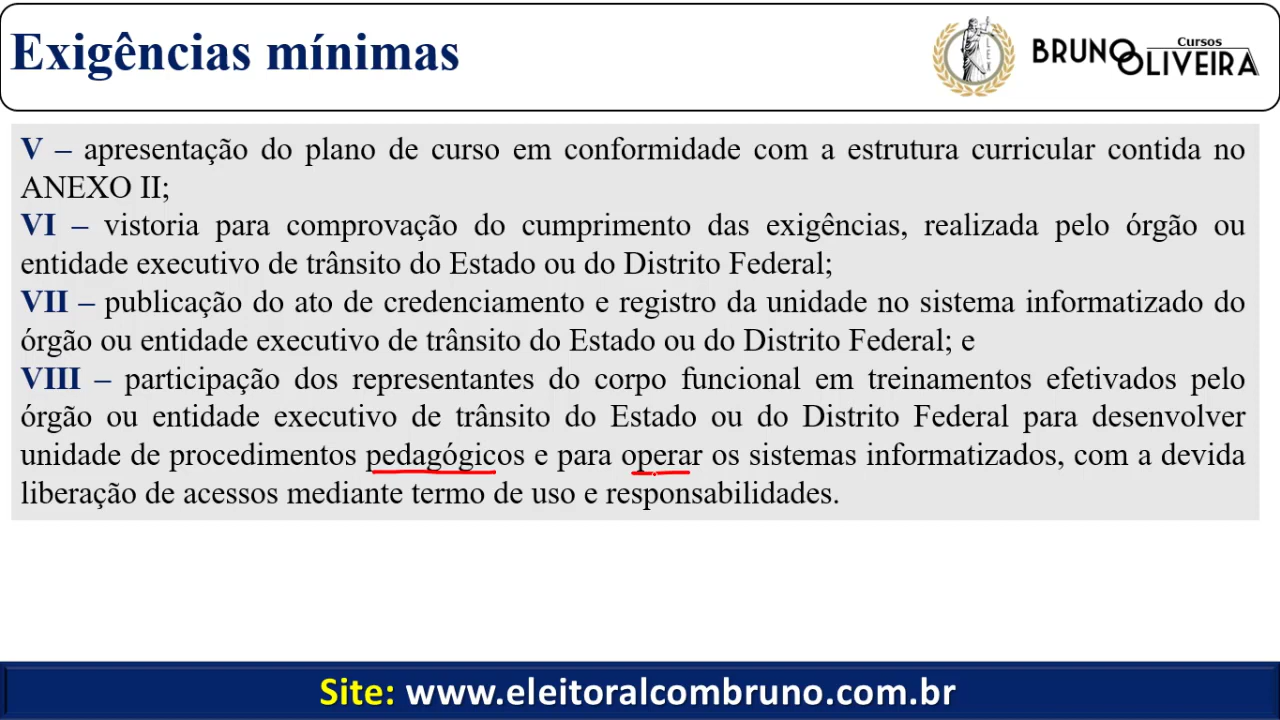 Exigências mínimas
Cursos
BRUNO OLIVEIRA
LEX
V – apresentação do plano de curso em conformidade com a estrutura curricular contida no
ANEXO II;
VI – vistoria para comprovação do cumprimento das exigências, realizada pelo órgão ou
entidade executivo de trânsito do Estado ou do Distrito Federal;
VII – publicação do ato de credenciamento e registro da unidade no sistema informatizado do
órgão ou entidade executivo de trânsito do Estado ou do Distrito Federal; e
VIII – participação dos representantes do corpo funcional em treinamentos efetivados pelo
órgão ou entidade executivo de trânsito do Estado ou do Distrito Federal para desenvolver
unidade de procedimentos pedagógicos e para operar os sistemas informatizados, com a devida
liberação de acessos mediante termo de uso e responsabilidades.
Site: www.eleitoralcombruno.com.br